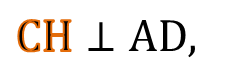 CH ⊥ AD,